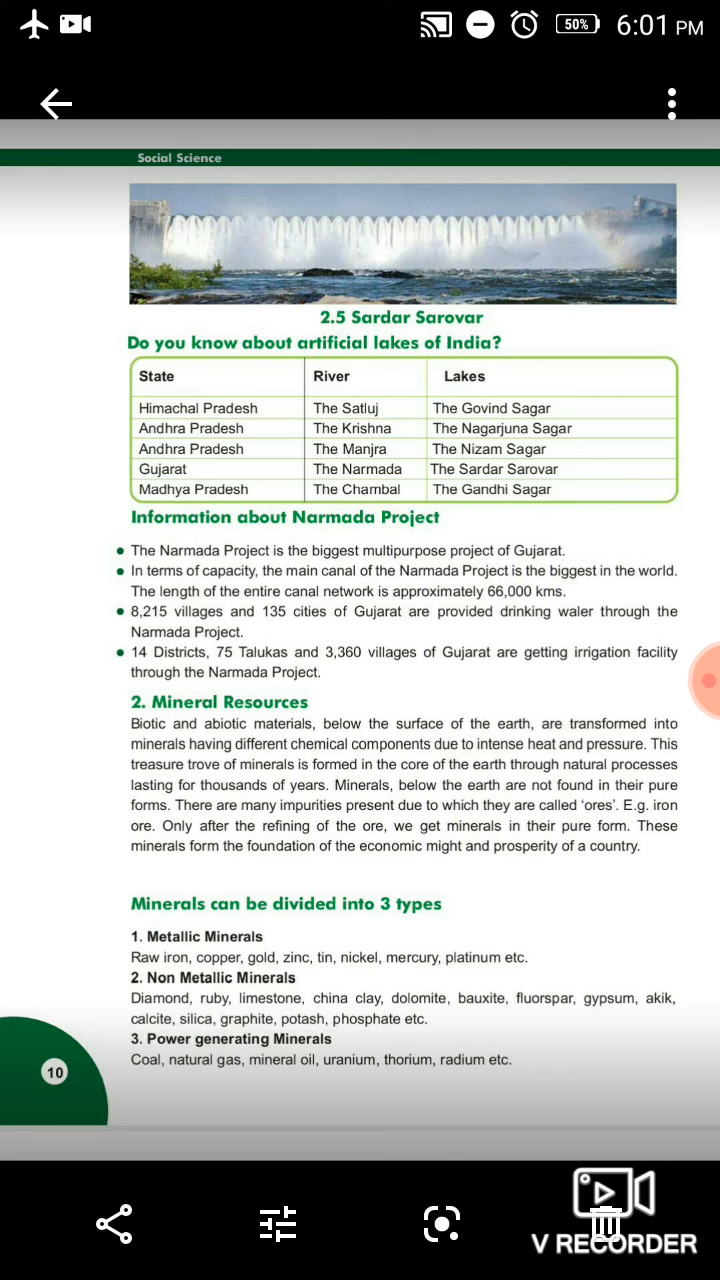 50% 6:01 PM
Social Science
2.5 Sardar Sarovar
Do you know about artificial lakes of India?
State River Lakes
Himachal Pradesh The Satluj The Govind Sagar
Andhra Pradesh The Krishna The Nagarjuna Sagar
Andhra Pradesh The Manjra The Nizam Sagar
Gujarat The Narmada The Sardar Sarovar
Madhya Pradesh The Chambal The Gandhi Sagar
Information about Narmada Project
• The Narmada Project is the biggest multipurpose project of Gujarat.
• In terms of capacity, the main canal of the Narmada Project is the biggest in the world.
The length of the entire canal network is approximately 66,000 kms.
• 8,215 villages and 135 cities of Gujarat are provided drinking waler through the
Narmada Project.
• 14 Districts, 75 Talukas and 3,360 villages of Gujarat are getting irrigation facility
through the Narmada Project.
2. Mineral Resources
Biotic and abiotic materials, below the surface of the earth, are transformed into
minerals having different chemical components due to intense heat and pressure. This
treasure trove of minerals is formed in the core of the earth through natural processes
lasting for thousands of years. Minerals, below the earth are not found in their pure
forms. There are many impurities present due to which they are called ‘ores’. E.g. iron
ore. Only after the refining of the ore, we get minerals in their pure form. These
minerals form the foundation of the economic might and prosperity of a country.
Minerals can be divided into 3 types
1. Metallic Minerals
Raw iron, copper, gold, zinc, tin, nickel, mercury, platinum etc.
2. Non Metallic Minerals
Diamond, ruby, limestone, china clay, dolomite, bauxite, fluorspar, gypsum, akik,
calcite, silica, graphite, potash, phosphate etc.
3. Power generating Minerals
Coal, natural gas, mineral oil, uranium, thorium, radium etc.
10
V RECORDER